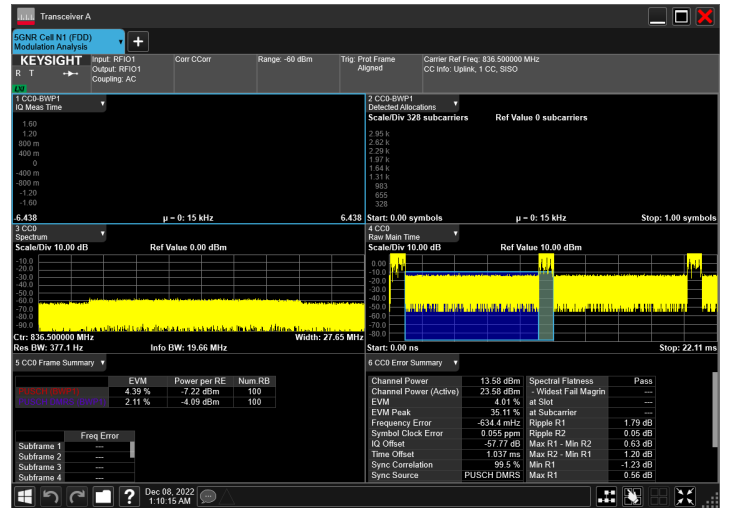 Transceiver A
5GNR Cell N1 (FDD)
Modulation Analysis
KEYSIGHT
R T
LXI
Input: RFIO1
Output: RFIO1
Coupling: AC
Corr CCorr
Range: -60 dBm
Trig: Prot Frame
Aligned
Carrier Ref Freq: 836.500000 MHz
CC Info: Uplink, 1 CC, SISO
1 CC0-BWP1
IQ Meas Time
1.60
1.20
800 m
400 m
0
-400 m
-800 m
-1.20
-1.60
-6.438 µ – 0: 15 kHz 6.438
2 CC0-BWP1
Detected Allocations
Scale/Div 328 subcarriers Ref Value 0 subcarriers
2.95 k
2.62 k
2.29 k
1.97 k
1.64 k
1.31 k
983
655
328
Start: 0.00 symbols µ – 0: 15 kHz Stop: 1.00 symbols
3 CC0
Spectrum
Scale/Div 10.00 dB Ref Value 0.00 dBm
-10.0
-20.0
-30.0
-40.0
-50.0
-60.0
-70.0
-80.0
-90.0
Ctr: 836.500000 MHz Width: 27.65 MHz
Res BW: 377.1 Hz Info BW: 19.66 MHz
4 CC0
Raw Main Time
Scale/Div 10.00 dB Ref Value 10.00 dBm
0.00
-10.0
-20.0
-30.0
-40.0
-50.0
-60.0
-70.0
-80.0
Start: 0.00 ns Stop: 22.11 ms
5 CC0 Frame Summary
EVM Power per RE Num.RB
4.39 % -7.22 dBm 100
2.11 % -4.09 dBm 100
Freq Error
Subframe 1 ---
Subframe 2 ---
Subframe 3 ---
Subframe 4 ---
6 CC0 Error Summary
Channel Power 13.58 dBm Spectral Flatness Pass
Channel Power (Active) 23.58 dBm - Widest Fail Magrin ---
EVM 4.01 % at Slot ---
EVM Peak 35.11 % at Subcarrier ---
Frequency Error -634.4 mHz Ripple R1 1.79 dB
Symbol Clock Error 0.055 ppm Ripple R2 0.05 dB
IQ Offset -57.77 dB Max R1 - Min R2 0.63 dB
Time Offset 1.037 ms Max R2 - Min R1 1.20 dB
Sync Correlation 99.5 % Min R1 -1.23 dB
Sync Source PUSCH DMRS Max R1 0.56 dB
Dec 08, 2022
1:10:15 AM